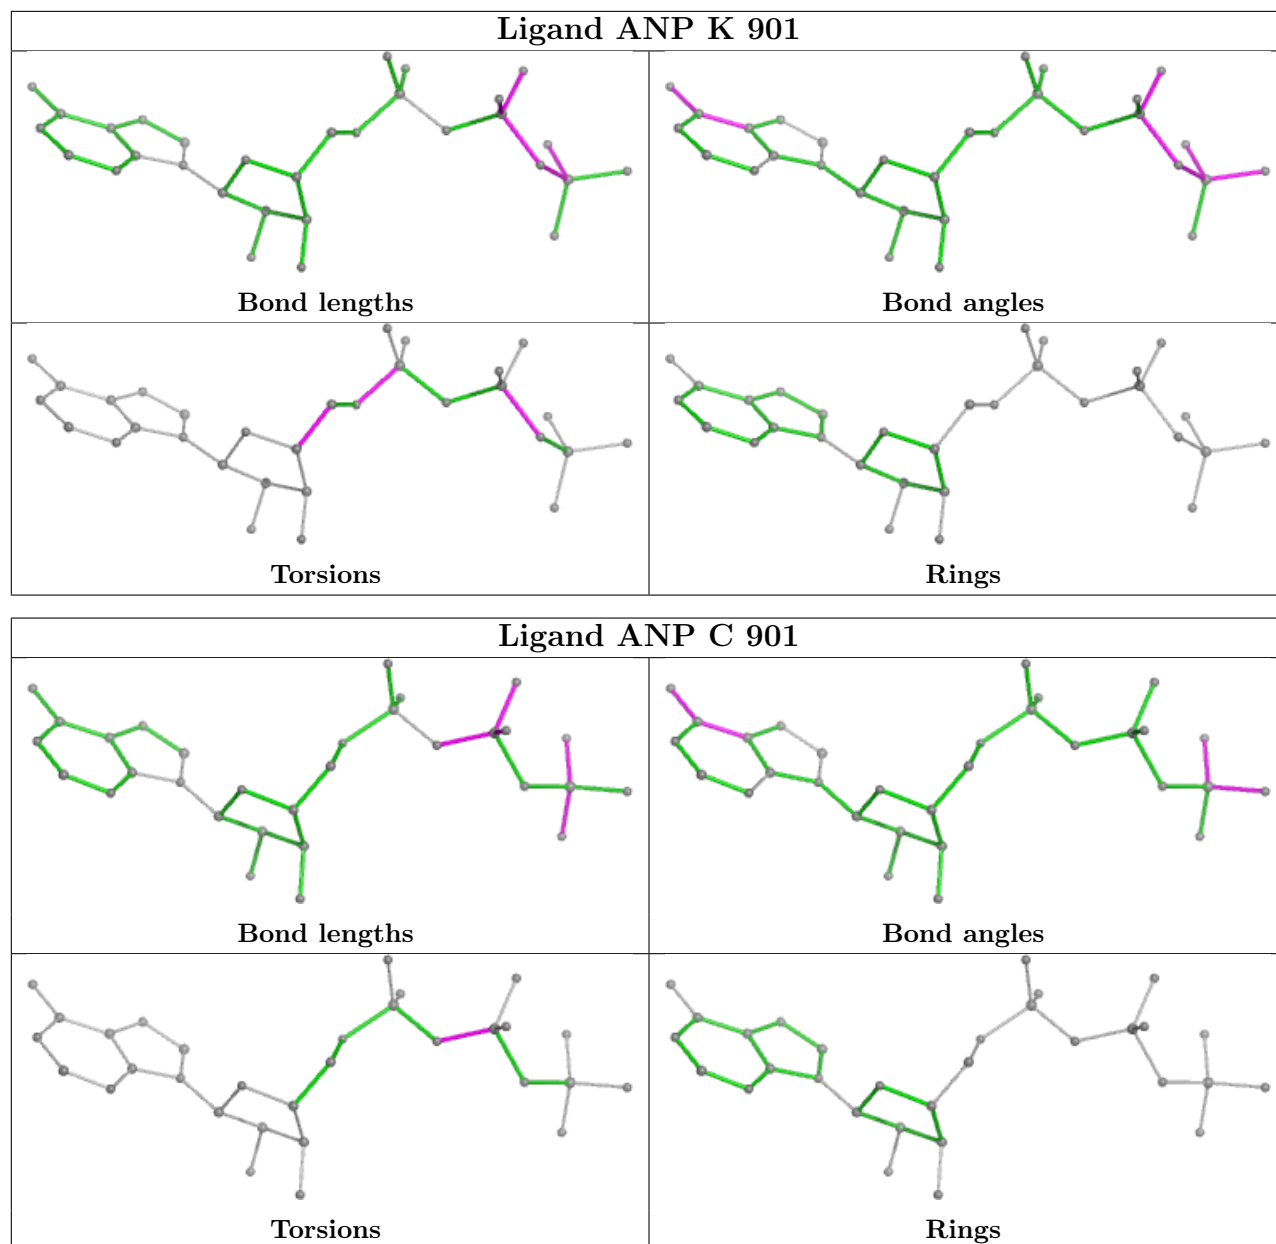 Ligand ANP K 901
Bond lengths
Bond angles
Torsions
Rings
Ligand ANP C 901
Bond lengths
Bond angles
Torsions
Rings